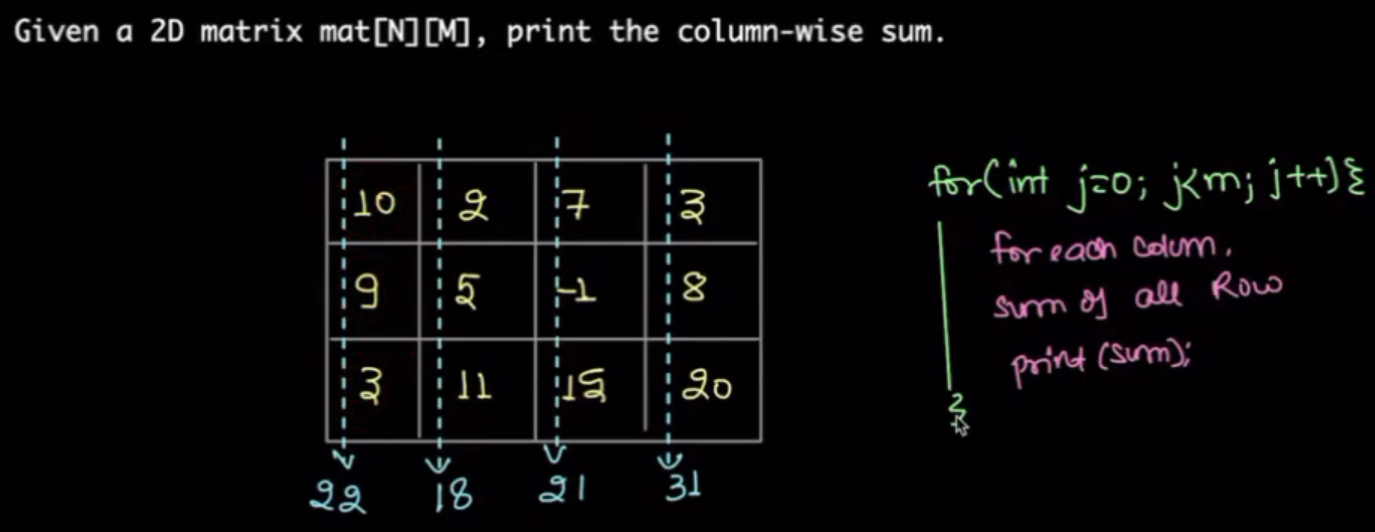 Given a 2D matrix mat[N][M], print the column-wise sum.
10 2 7 3
9 5 -1 8
3 11 15 20
22 18 21 31
for(int j=0; j<m; j++){
for each colum.
sum of all Row
print(sum);
}